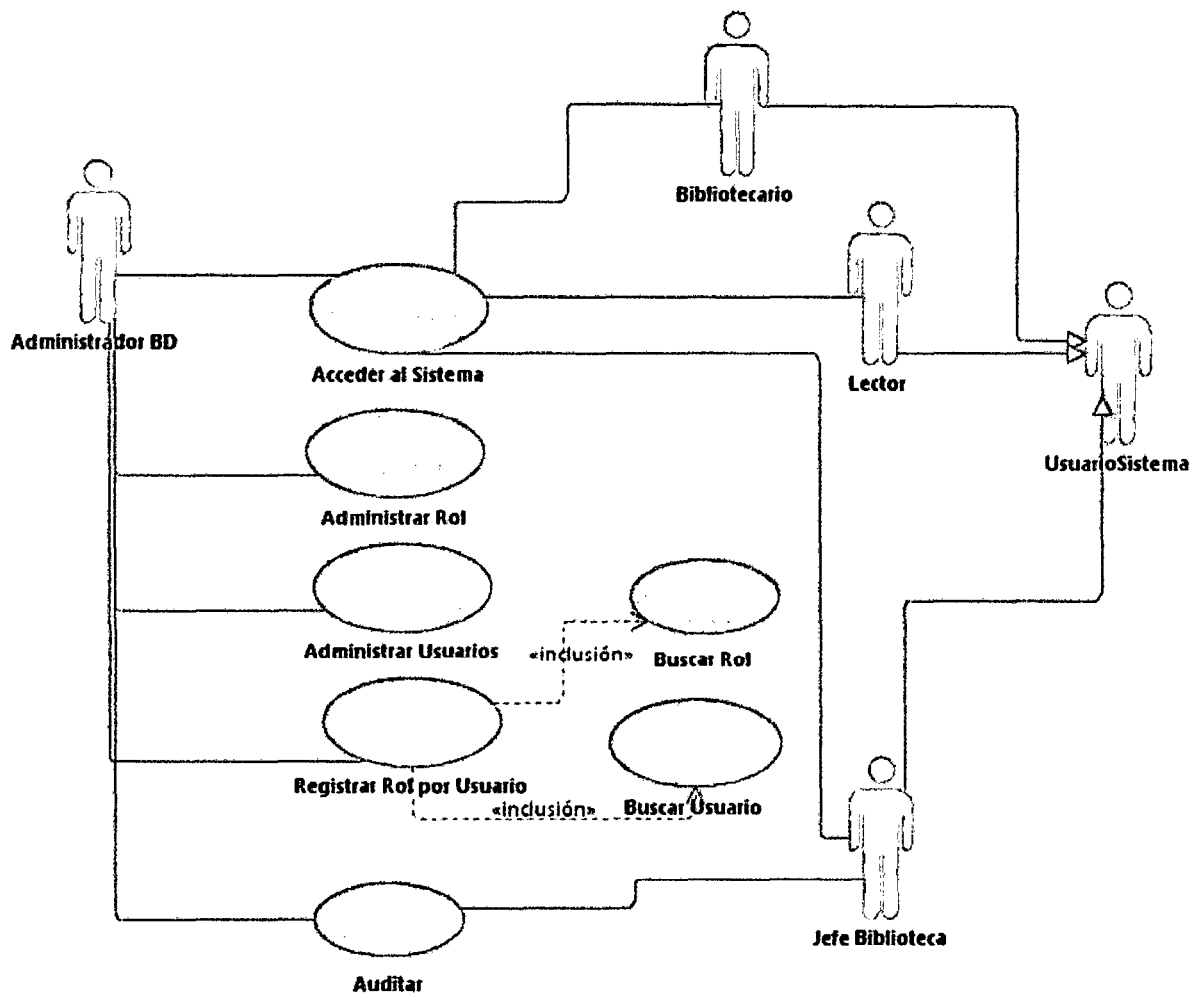 Bibliotecario
Administrador BD
Acceder al Sistema
Lector
UsuarioSistema
Administrar Rol
Administrar Usuarios
«inclusión»
Buscar Rol
Registrar Rol por Usuario
«inclusión»
Buscar Usuario
Jefe Biblioteca
Auditar